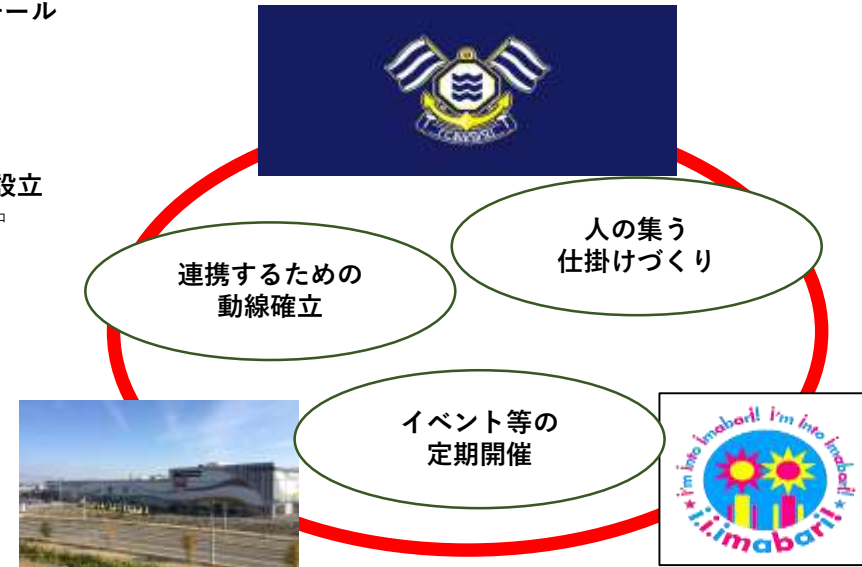 ール
設立
人の集う
仕掛けづくり
連携するための
動線確立
イベント等の
定期開催
i'm into imabari! i'm into imabari!
i.i.imabari!